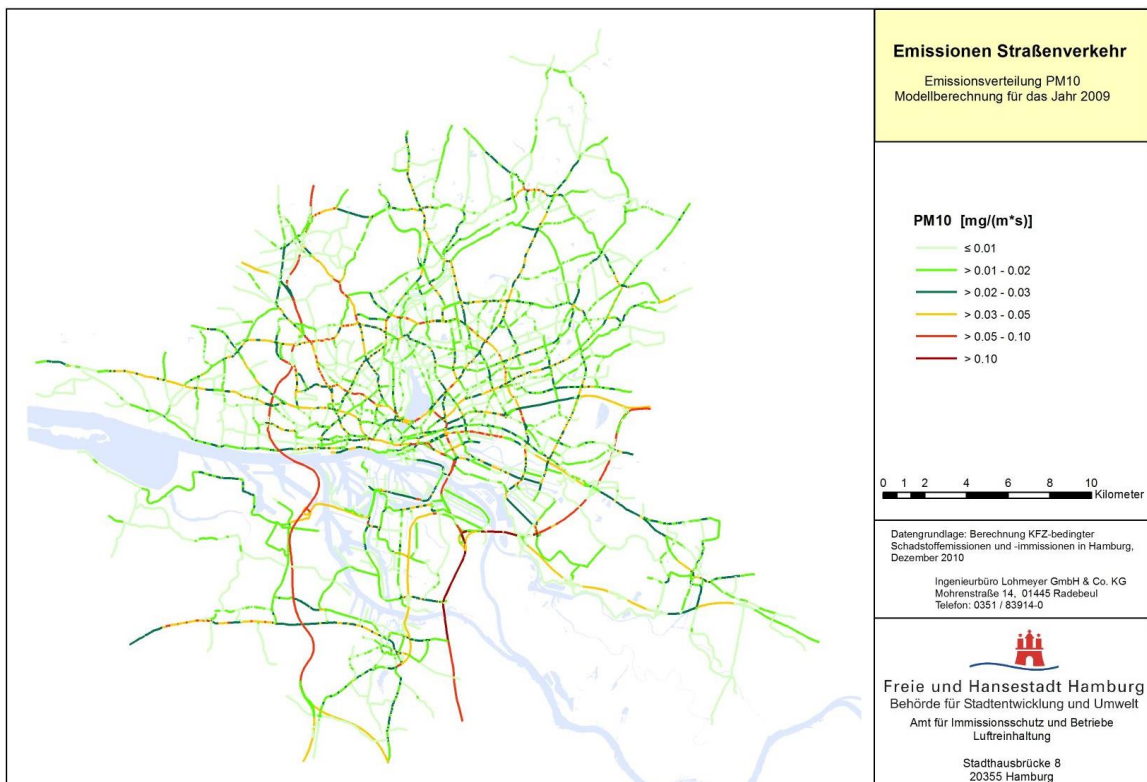 Emissionen Straßenverkehr
Emissionsverteilung PM10
Modellberechnung für das Jahr 2009
PM10 [mg/(m*s)]
≤ 0.01
> 0.01 - 0.02
> 0.02 - 0.03
> 0.03 - 0.05
> 0.05 - 0.10
> 0.10
0 1 2 4 6 8 10
Kilometer
Datengrundlage: Berechnung KFZ-bedingter
Schadstoffemissionen und -immissionen in Hamburg,
Dezember 2010
Ingenieurbüro Lohmeyer GmbH & Co. KG
Mohrenstraße 14, 01445 Radebeul
Telefon: 0351 / 83914-0
Freie und Hansestadt Hamburg
Behörde für Stadtentwicklung und Umwelt
Amt für Immissionsschutz und Betriebe
Luftreinhaltung
Stadthausbrücke 8
20355 Hamburg